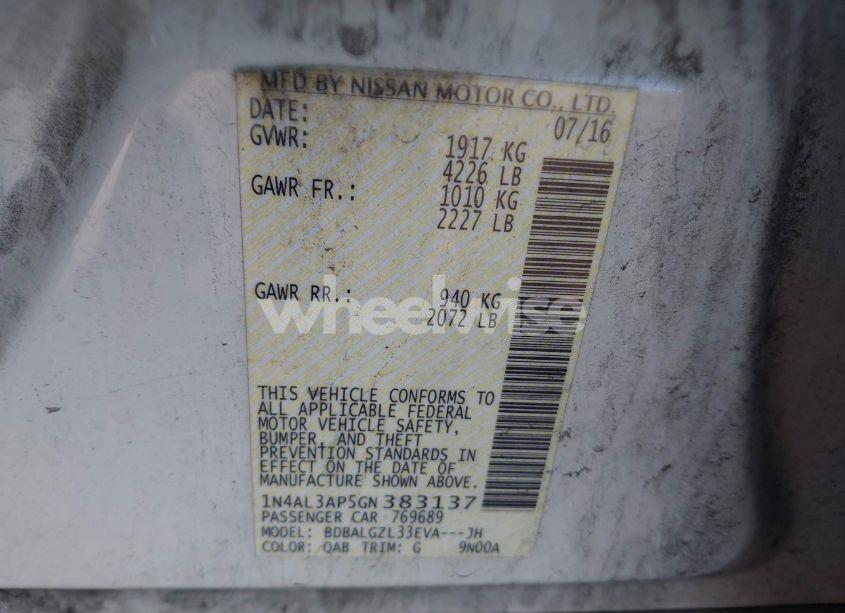 MFD BY NISSAN MOTOR CO., LTD.
DATE: 07/16
GVWR: 1917 KG
4226 LB
GAWR FR.: 1010 KG
2227 LB
GAWR RR.: 940 KG
2072 LB
wheelwise
THIS VEHICLE CONFORMS TO
ALL APPLICABLE FEDERAL
MOTOR VEHICLE SAFETY,
BUMPER, AND THEFT
PREVENTION STANDARDS IN
EFFECT ON THE DATE OF
MANUFACTURE SHOWN ABOVE.
1N4AL3AP5GN383137
PASSENGER CAR 769689
MODEL: BDBALGZL33EVA---JH
COLOR: QAB TRIM: G 9N00A